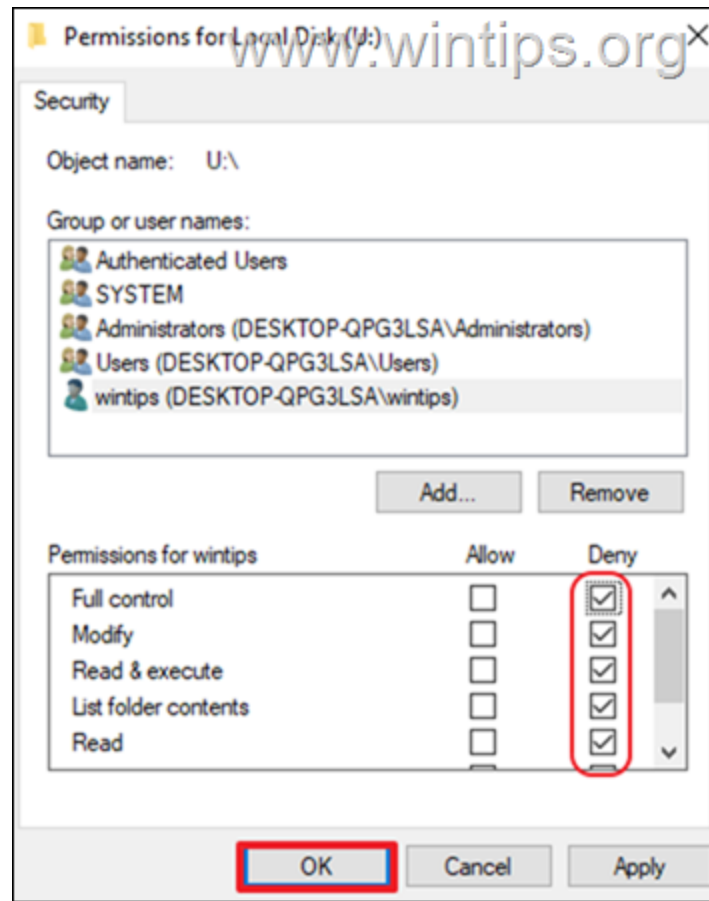 Permissions for Local Disk (U:)
www.wintips.org
Security
Object name: U:\
Group or user names:
Authenticated Users
SYSTEM
Administrators (DESKTOP-QPG3LSA\Administrators)
Users (DESKTOP-QPG3LSA\Users)
wintips (DESKTOP-QPG3LSA\wintips)
Add... Remove
Permissions for wintips Allow Deny
Full control
Modify
Read & execute
List folder contents
Read
OK Cancel Apply